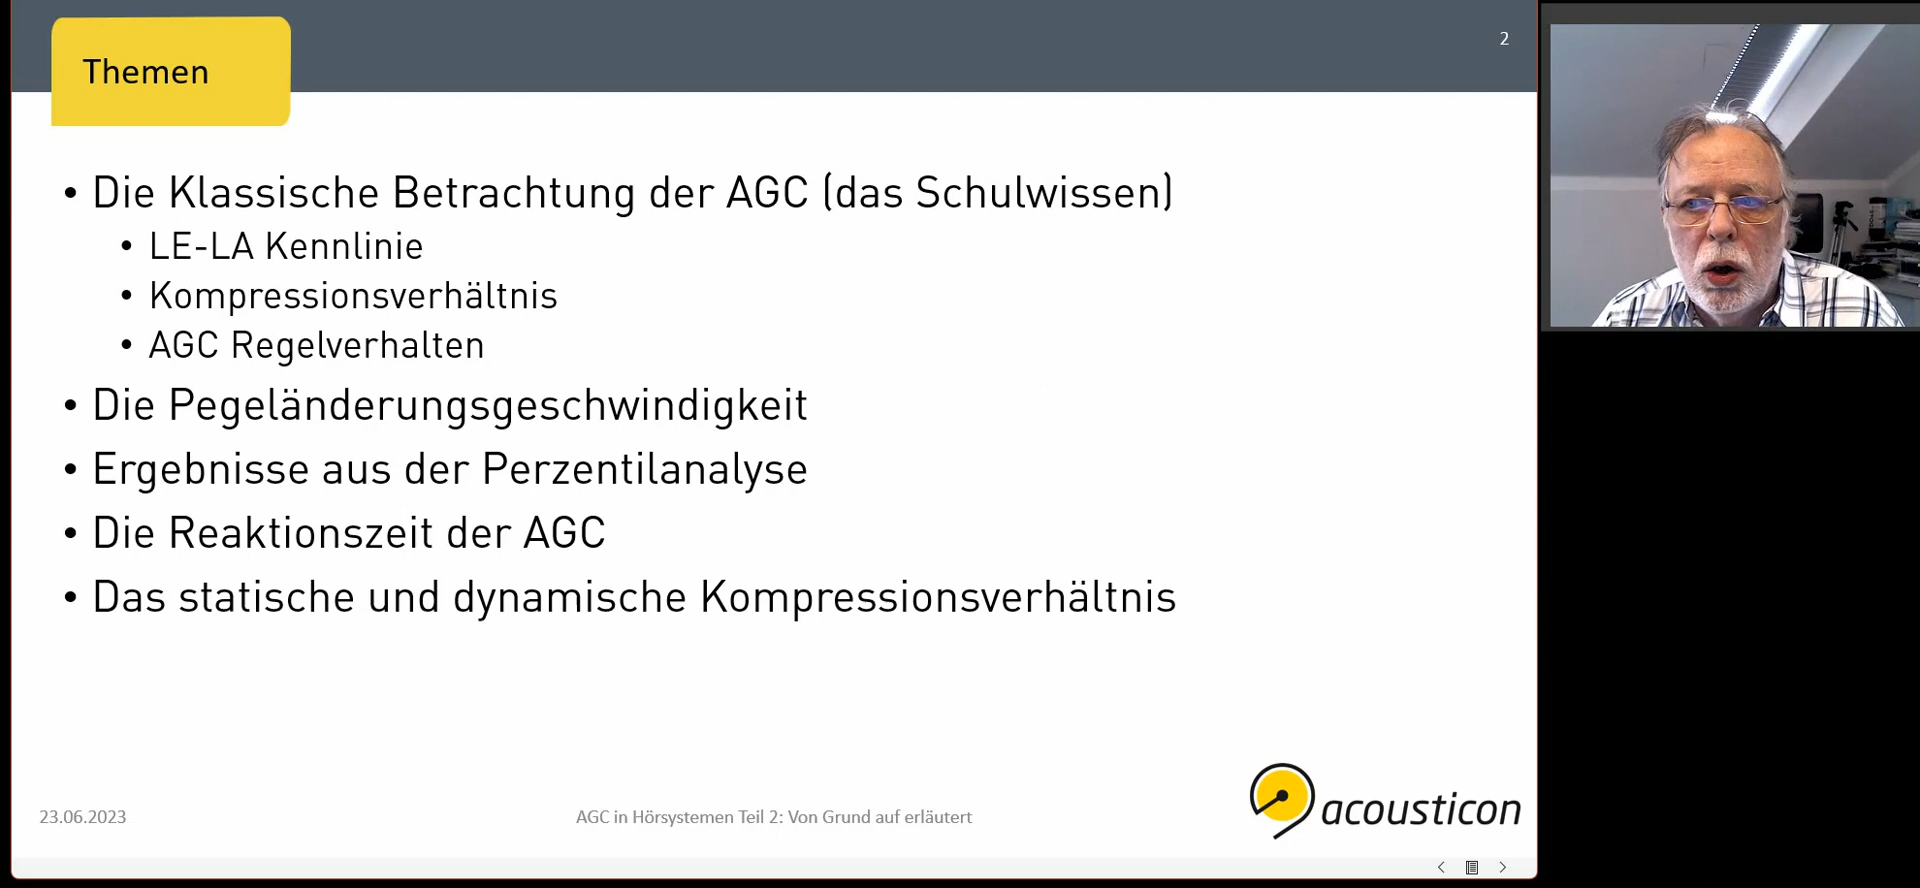 Themen
2
• Die Klassische Betrachtung der AGC (das Schulwissen)
• LE-LA Kennlinie
• Kompressionsverhältnis
• AGC Regelverhalten
• Die Pegeländerungsgeschwindigkeit
• Ergebnisse aus der Perzentilanalyse
• Die Reaktionszeit der AGC
• Das statische und dynamische Kompressionsverhältnis
23.06.2023
AGC in Hörsystemen Teil 2: Von Grund auf erläutert
acousticon